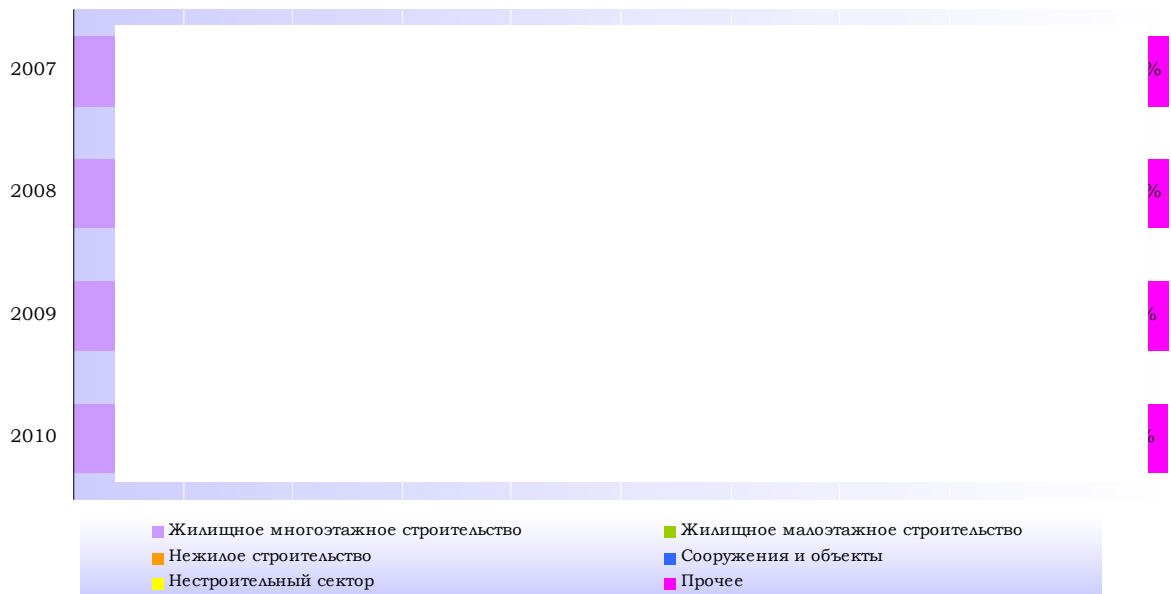 2007 %
2008 %
2009 %
2010 %
Жилищное многоэтажное строительство
Жилищное малоэтажное строительство
Нежилое строительство
Сооружения и объекты
Нестроительный сектор
Прочее